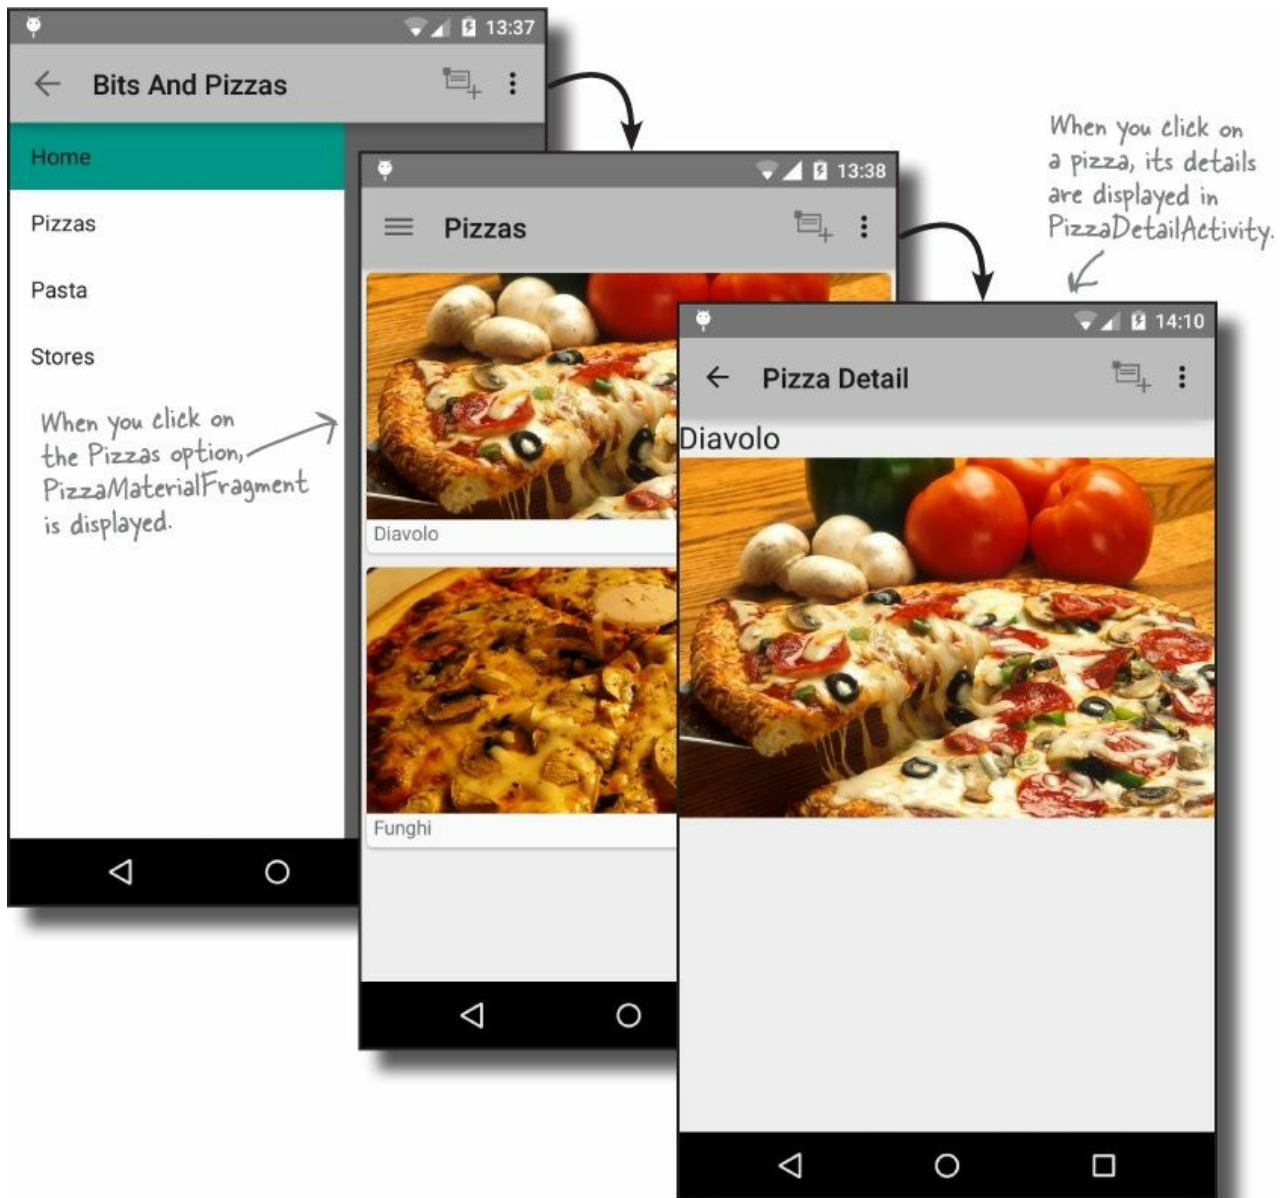 13:37
Bits And Pizzas
Home
Pizzas
Pasta
Stores
When you click on
the Pizzas option,
PizzaMaterialFragment
is displayed.
13:38
Pizzas
Diavolo
Funghi
When you click on
a pizza, its details
are displayed in
PizzaDetailActivity.
14:10
Pizza Detail
Diavolo